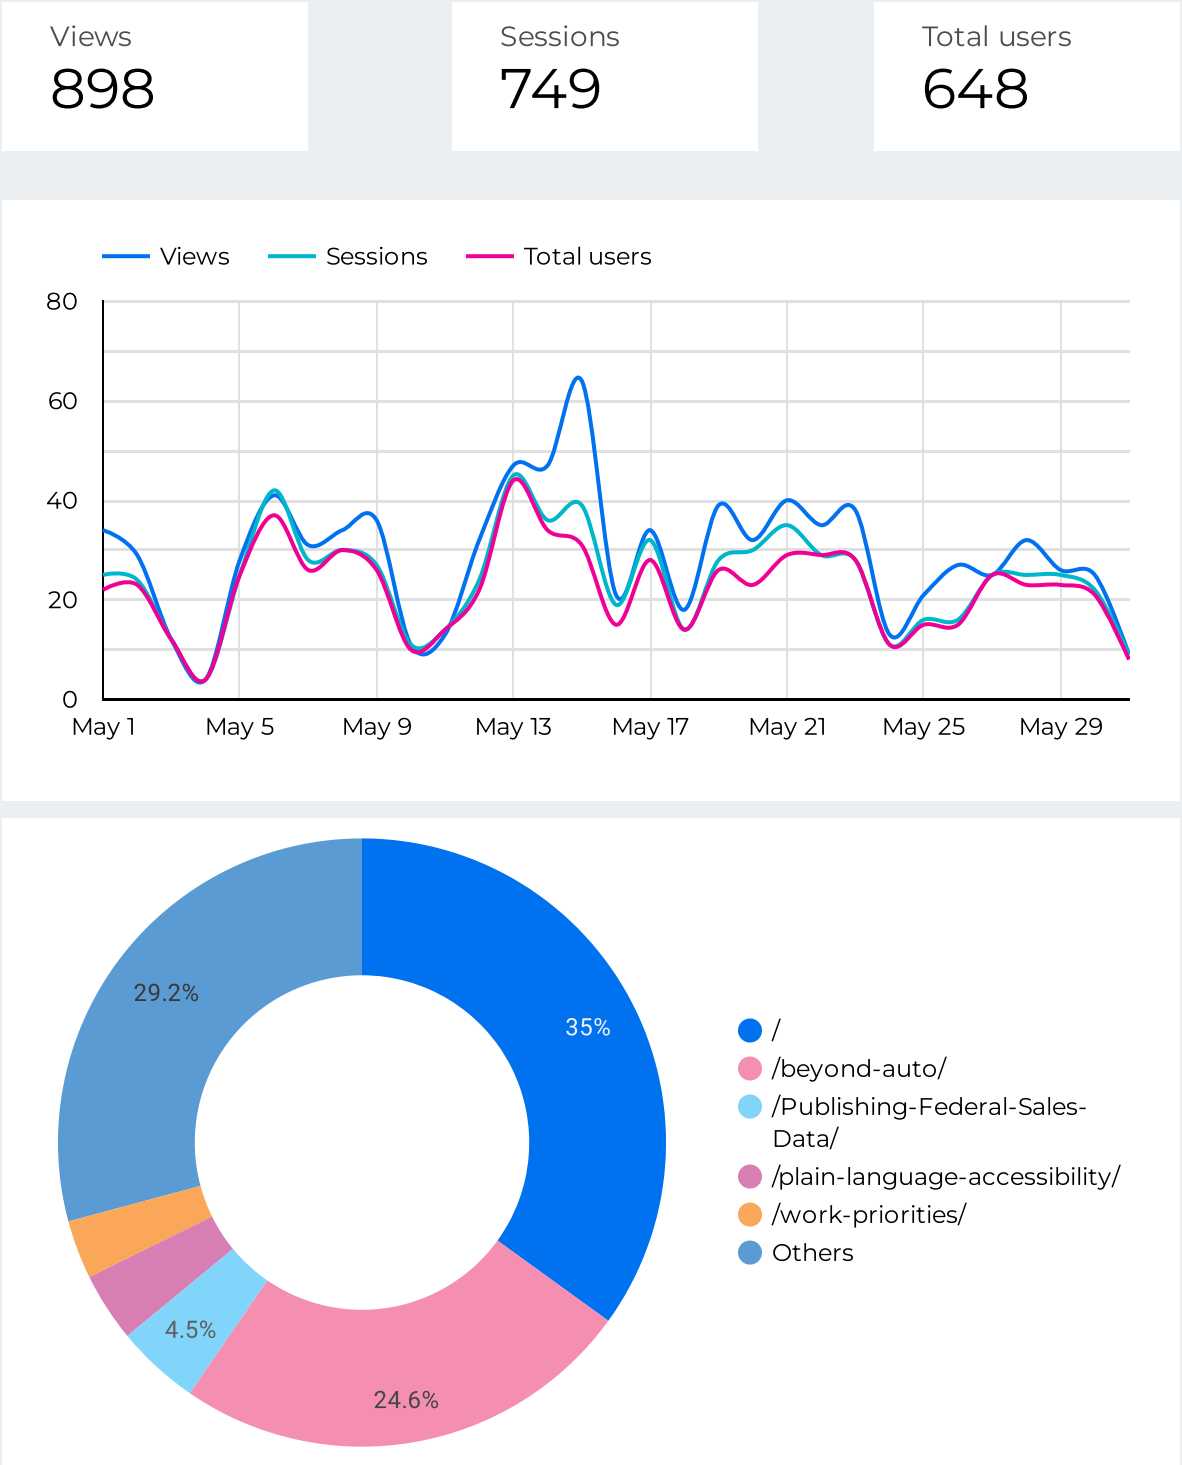 Views
898
Sessions
749
Total users
648
Views
Sessions
Total users
80
60
40
20
0
May 1
May 5
May 9
May 13
May 17
May 21
May 25
May 29
29.2%
35%
4.5%
24.6%
/
/beyond-auto/
/Publishing-Federal-Sales-
Data/
/plain-language-accessibility/
/work-priorities/
Others